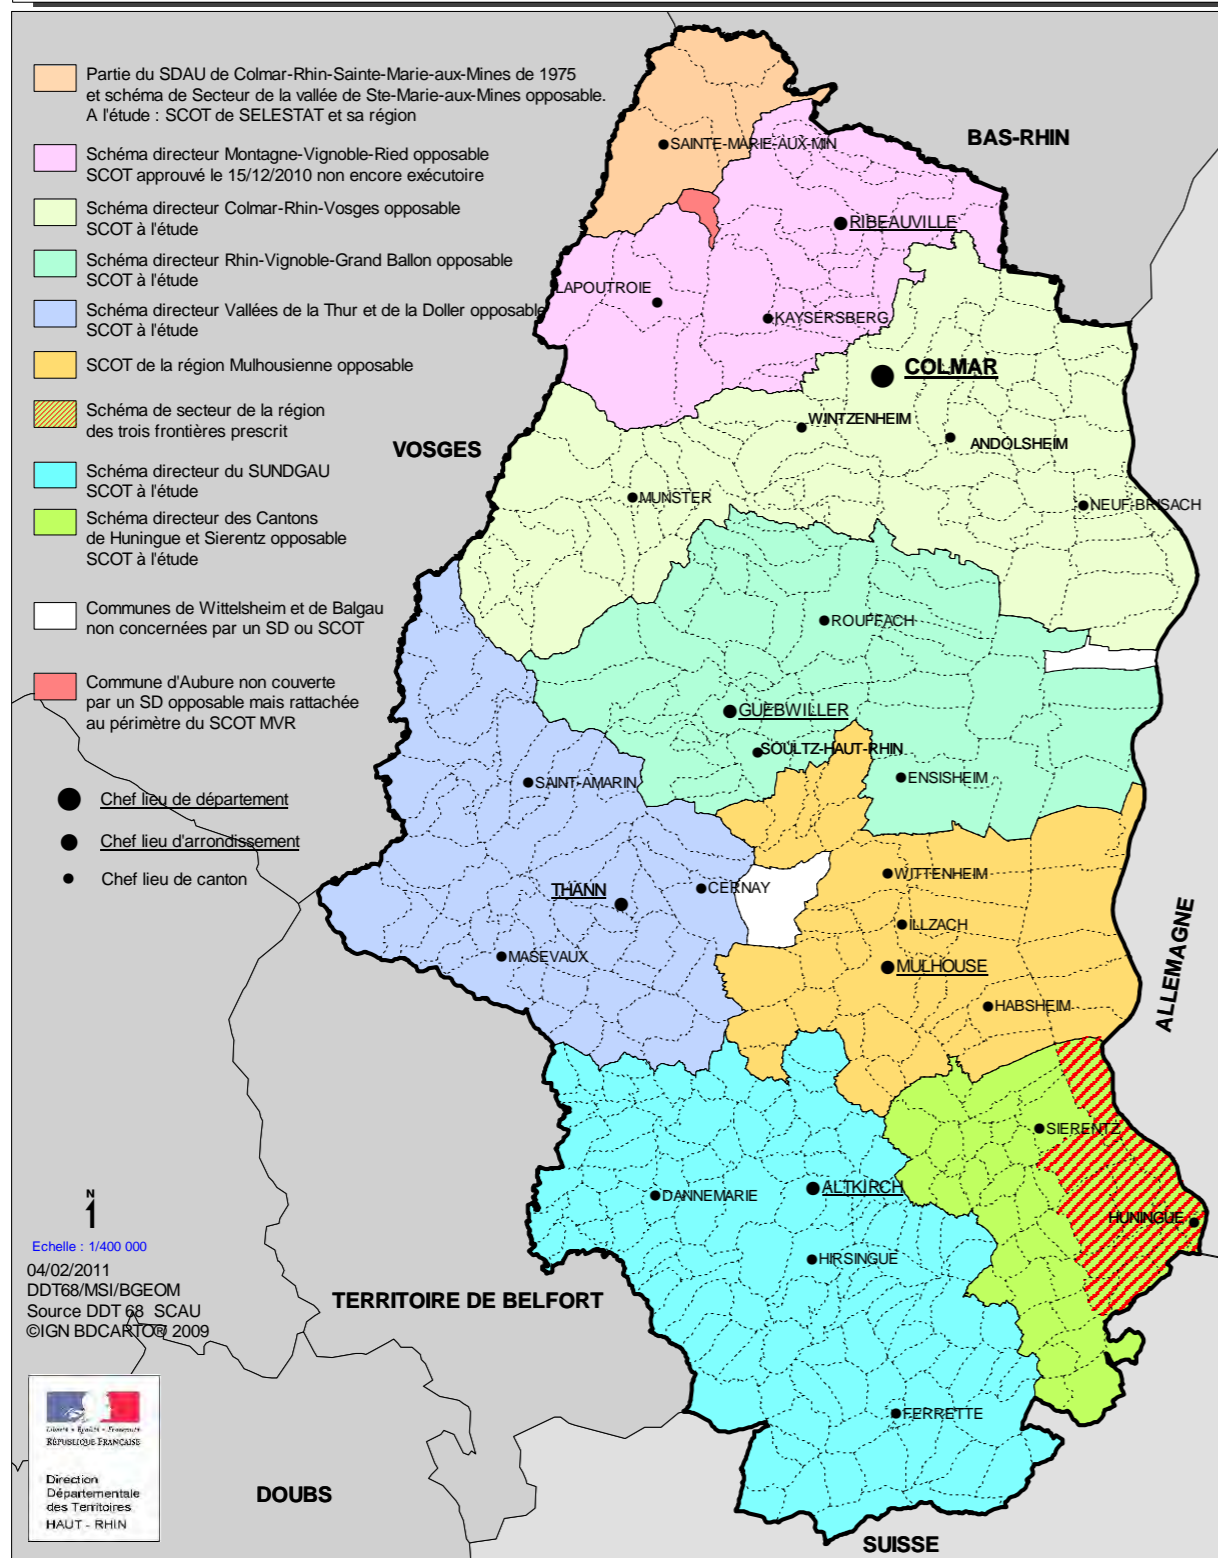 Partie du SDAU de Colmar-Rhin-Sainte-Marie-aux-Mines de 1975
et schéma de Secteur de la vallée de Ste-Marie-aux-Mines opposable.
A l'étude : SCOT de SELESTAT et sa région
Schéma directeur Montagne-Vignoble-Ried opposable
SCOT approuvé le 15/12/2010 non encore exécutoire
Schéma directeur Colmar-Rhin-Vosges opposable
SCOT à l'étude
Schéma directeur Rhin-Vignoble-Grand Ballon opposable
SCOT à l'étude
Schéma directeur Vallées de la Thur et de la Doller opposable
SCOT à l'étude
SCOT de la région Mulhousienne opposable
Schéma de secteur de la région
des trois frontières prescrit
Schéma directeur du SUNDGAU
SCOT à l'étude
Schéma directeur des Cantons
de Huningue et Sierentz opposable
SCOT à l'étude
Communes de Wittelsheim et de Balgau
non concernées par un SD ou SCOT
Commune d'Aubure non couverte
par un SD opposable mais rattachée
au périmètre du SCOT MVR
Chef lieu de département
Chef lieu d'arrondissement
Chef lieu de canton
BAS-RHIN
SAINTE-MARIE-AUX-MIN
RIBEAUVILLE
LAPOUTROIE
KAYSERSBERG
COLMAR
WINTZENHEIM
ANDOLSHEIM
VOSGES
MUNSTER
NEUF-BRISACH
ROUFFACH
GUEBWILLER
SOULTZ-HAUT-RHIN
ENSISHEIM
SAINT-AMARIN
WITTENHEIM
THANN
CERNAY
ILLZACH
MASEVAUX
MULHOUSE
HABSHEIM
ALLEMAGNE
SIERENTZ
DANNEMARIE
ALTKIRCH
HUNINGUE
HIRSINGUE
TERRITOIRE DE BELFORT
FERRETTE
DOUBS
SUISSE
N
Echelle : 1/400 000
04/02/2011
DDT68/MSI/BGEOM
Source DDT 68 SCAU
©IGN BDCARTO® 2009
Liberté • Égalité • Fraternité
RÉPUBLIQUE FRANÇAISE
Direction
Départementale
des Territoires
HAUT - RHIN